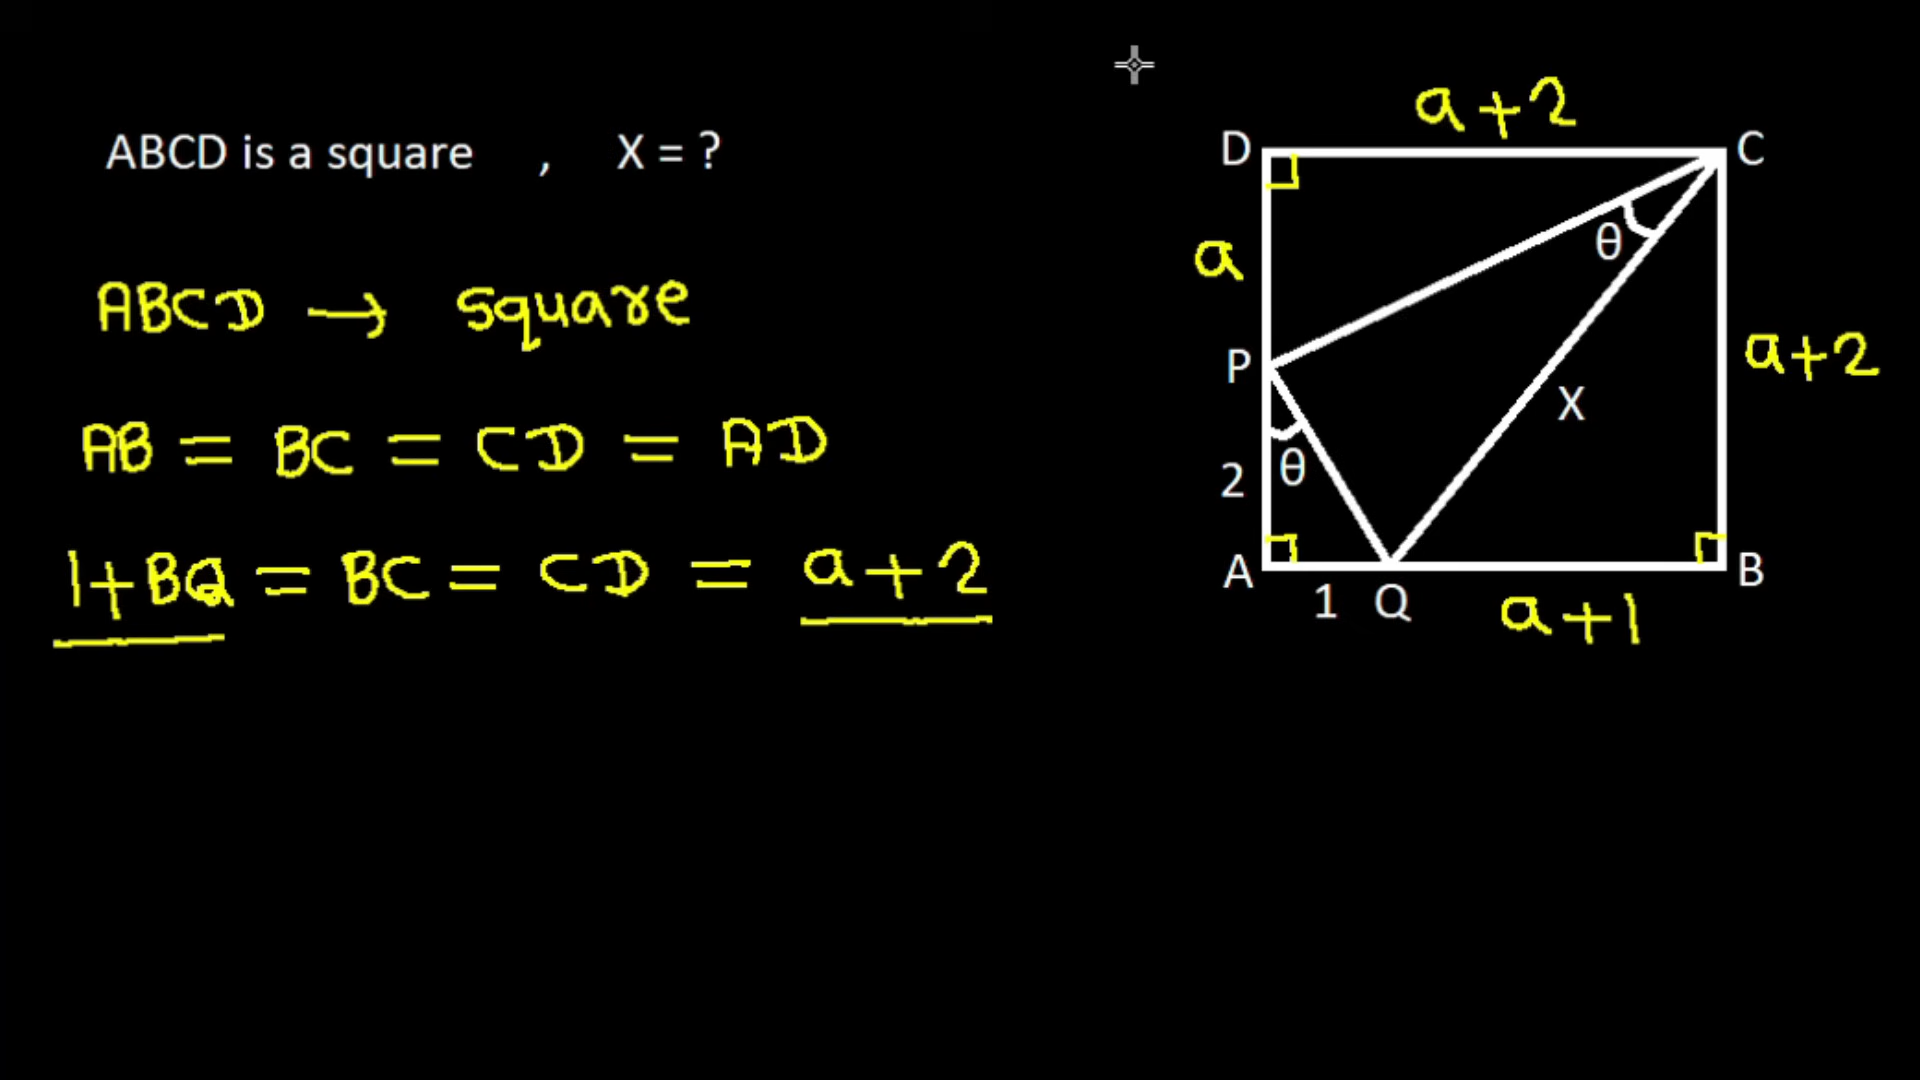 ABCD is a square , X = ?
ABCD → square
AB = BC = CD = AD
1+BQ = BC = CD = a+2
a+2
D C
a
θ
a+2
P
X
2 θ
A B
1 Q a+1